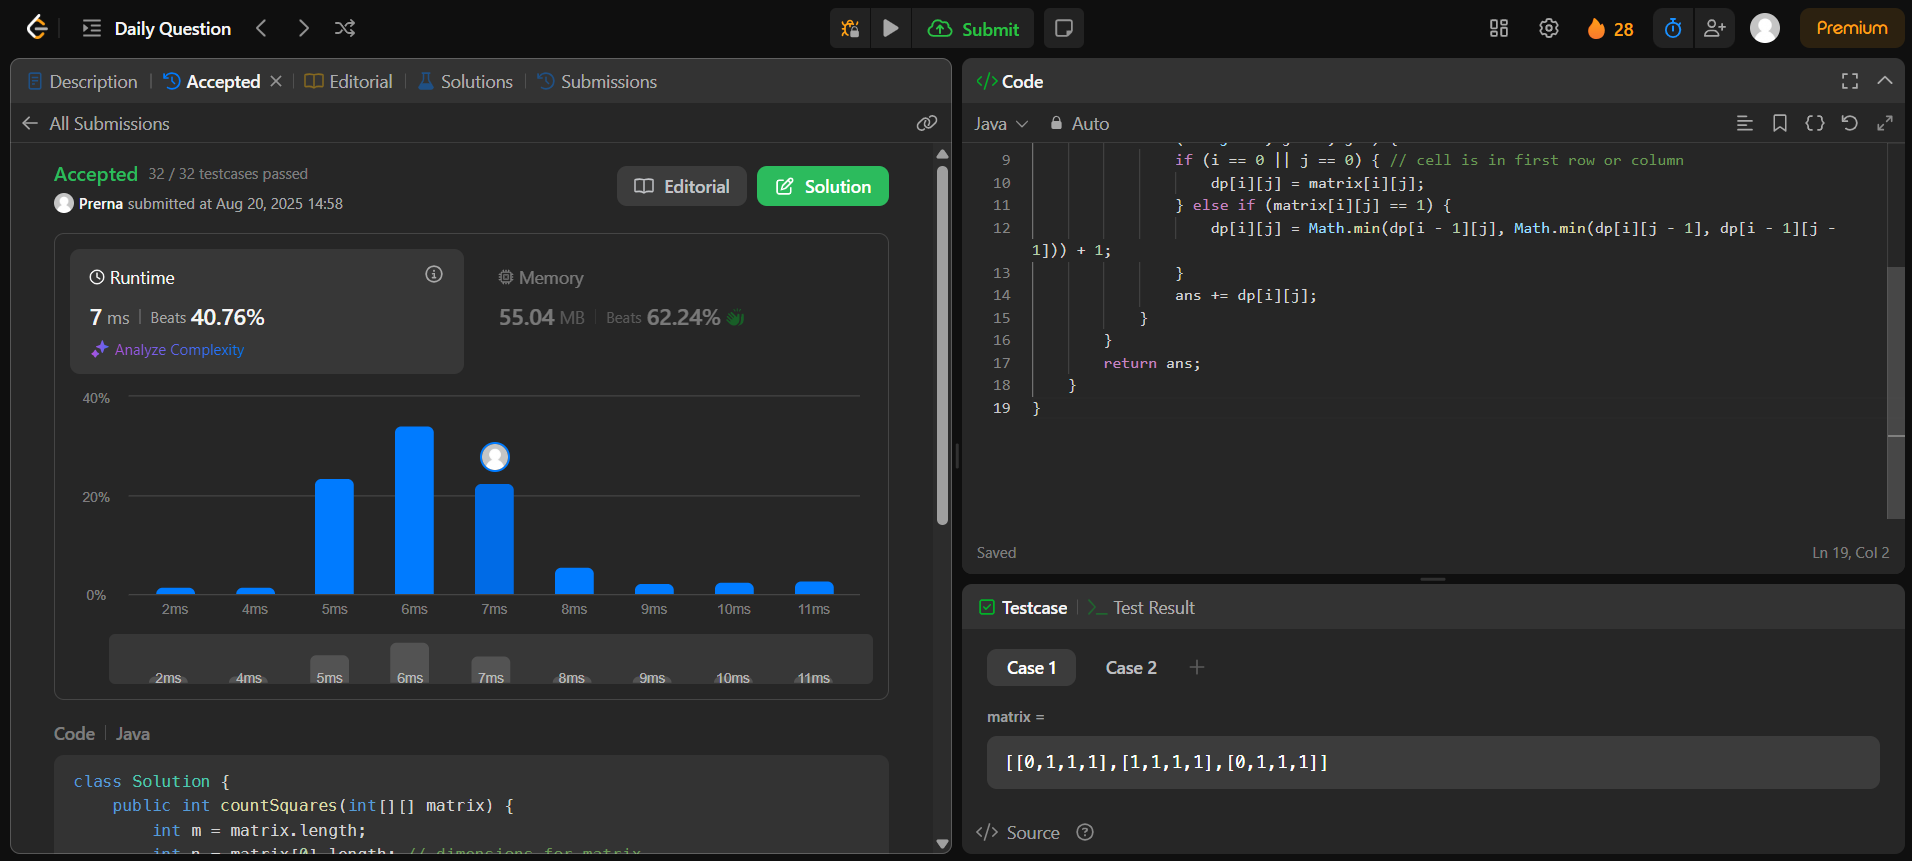 Daily Question
Submit
28
Premium
Description
Accepted
Editorial
Solutions
Submissions
All Submissions
Accepted 32 / 32 testcases passed
Prerna submitted at Aug 20, 2025 14:58
Editorial
Solution
Runtime
7 ms Beats 40.76%
Analyze Complexity
Memory
55.04 MB Beats 62.24%
40%
20%
0%
2ms 4ms 5ms 6ms 7ms 8ms 9ms 10ms 11ms
2ms 4ms 5ms 6ms 7ms 8ms 9ms 10ms 11ms
Code Java
class Solution {
public int countSquares(int[][] matrix) {
int m = matrix.length;
int n = matrix[0].length; // dimensions for matrix
</> Code
Java Auto
9 if (i == 0 || j == 0) { // cell is in first row or column
10 dp[i][j] = matrix[i][j];
11 } else if (matrix[i][j] == 1) {
12 dp[i][j] = Math.min(dp[i - 1][j], Math.min(dp[i][j - 1], dp[i - 1][j -
1])) + 1;
13 }
14 ans += dp[i][j];
15 }
16 }
17 return ans;
18 }
19 }
Saved
Ln 19, Col 2
Testcase
Test Result
Case 1
Case 2
matrix =
[[0,1,1,1],[1,1,1,1],[0,1,1,1]]
</> Source